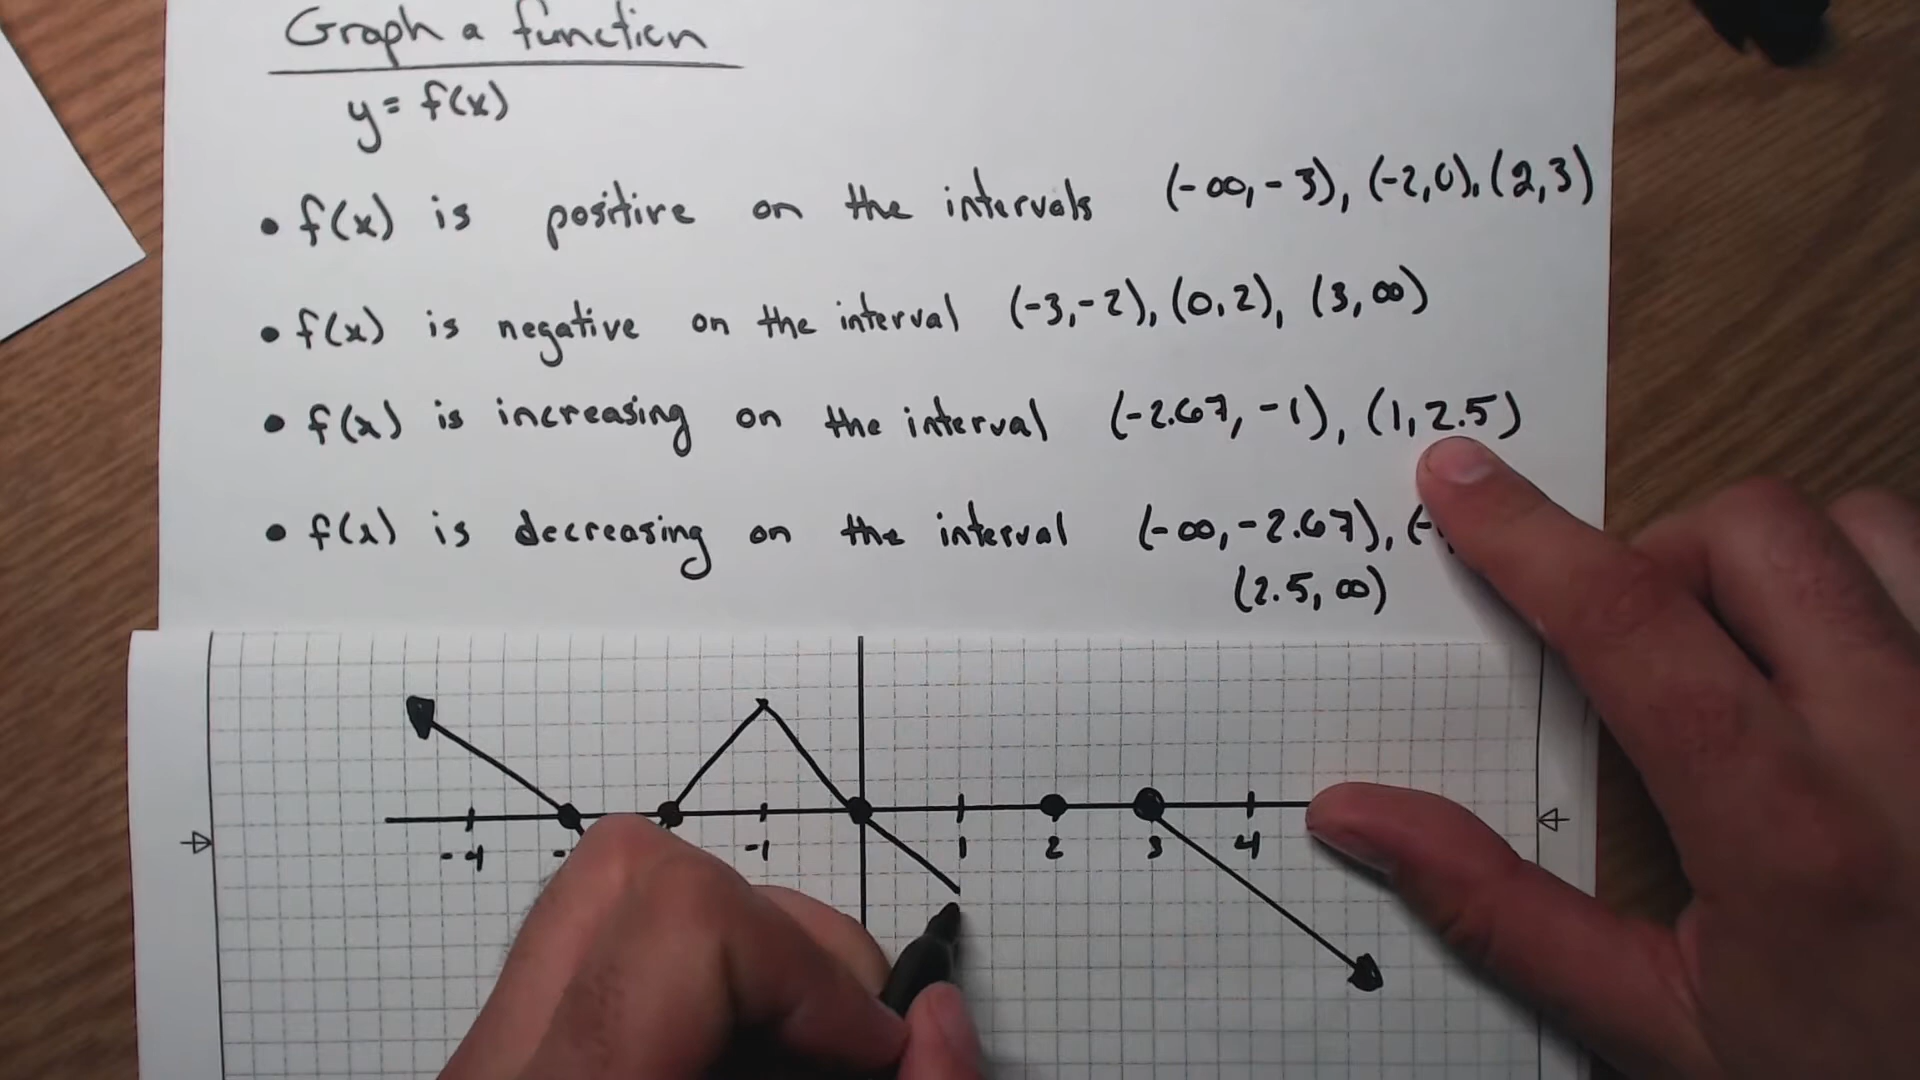 Graph a function
y = f(x)
• f(x) is positive on the intervals (-∞, -3), (-2,0), (2,3)
• f(x) is negative on the interval (-3,-2), (0,2), (3,∞)
• f(x) is increasing on the interval (-2.67, -1), (1,2.5)
• f(x) is decreasing on the interval (-∞, -2.67), (-
(2.5, ∞)
-4 - -1 1 2 3 4